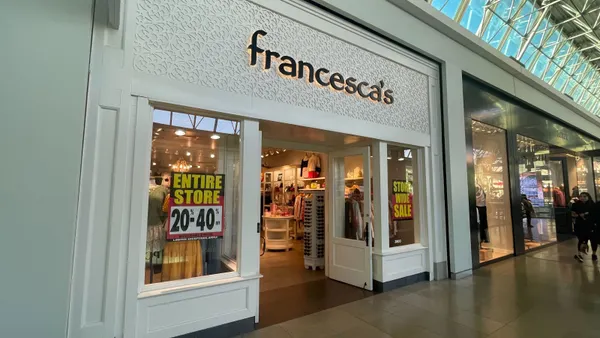 francesca's
ENTIRE
STORE
20% 40%
STORE
WIDE
SALE